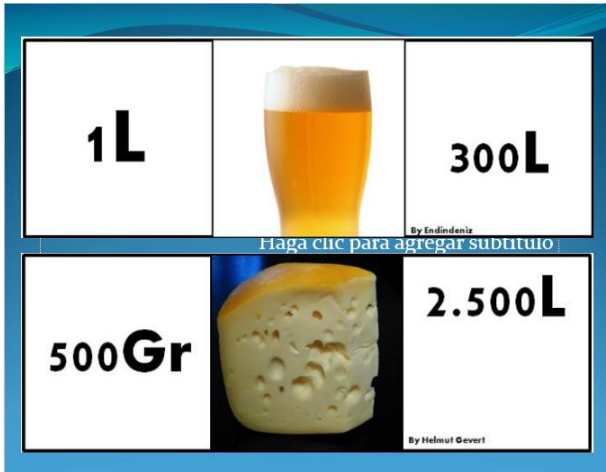 1L
300L
By Endindeniz
Haga clic para agregar subtítulo
500Gr
2.500L
By Helmut Gevert